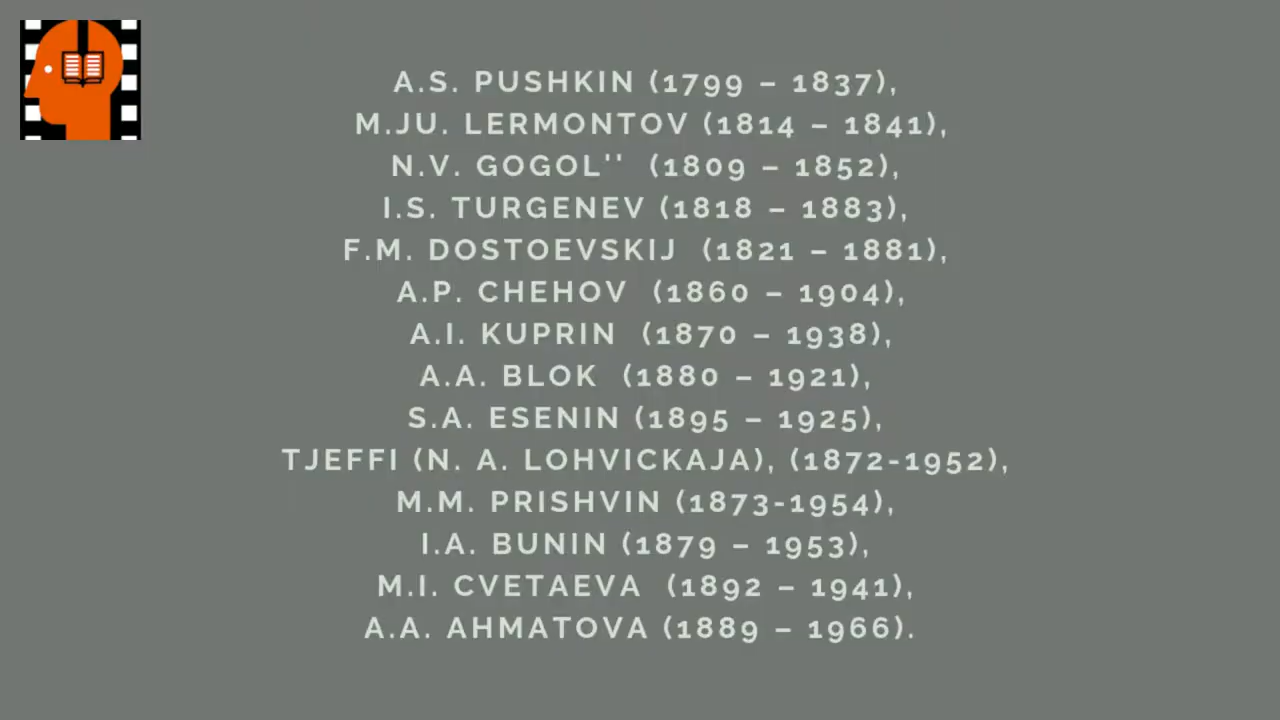 A.S. PUSHKIN (1799 – 1837),
M.JU. LERMONTOV (1814 – 1841),
N.V. GOGOL'' (1809 – 1852),
I.S. TURGENEV (1818 – 1883),
F.M. DOSTOEVSKIJ (1821 – 1881),
A.P. CHEHOV (1860 – 1904),
A.I. KUPRIN (1870 – 1938),
A.A. BLOK (1880 – 1921),
S.A. ESENIN (1895 – 1925),
TJEFFI (N. A. LOHVICKAJA), (1872-1952),
M.M. PRISHVIN (1873-1954),
I.A. BUNIN (1879 – 1953),
M.I. CVETAEVA (1892 – 1941),
A.A. AHMATOVA (1889 – 1966).